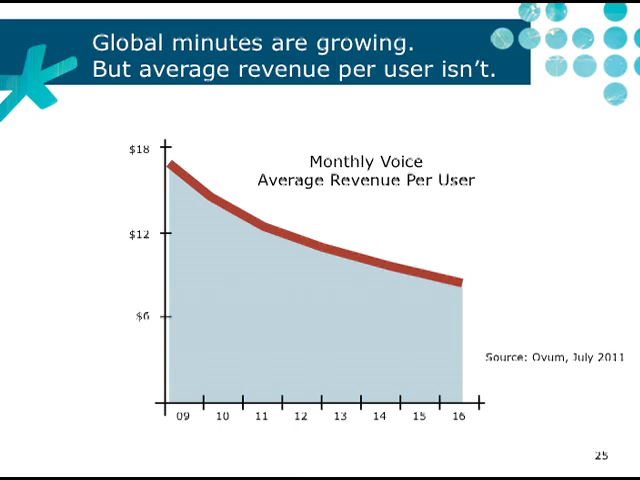 Global minutes are growing.
But average revenue per user isn't.
Monthly Voice
Average Revenue Per User
$18
$12
$6
09 10 11 12 13 14 15 16
Source: Ovum, July 2011
25